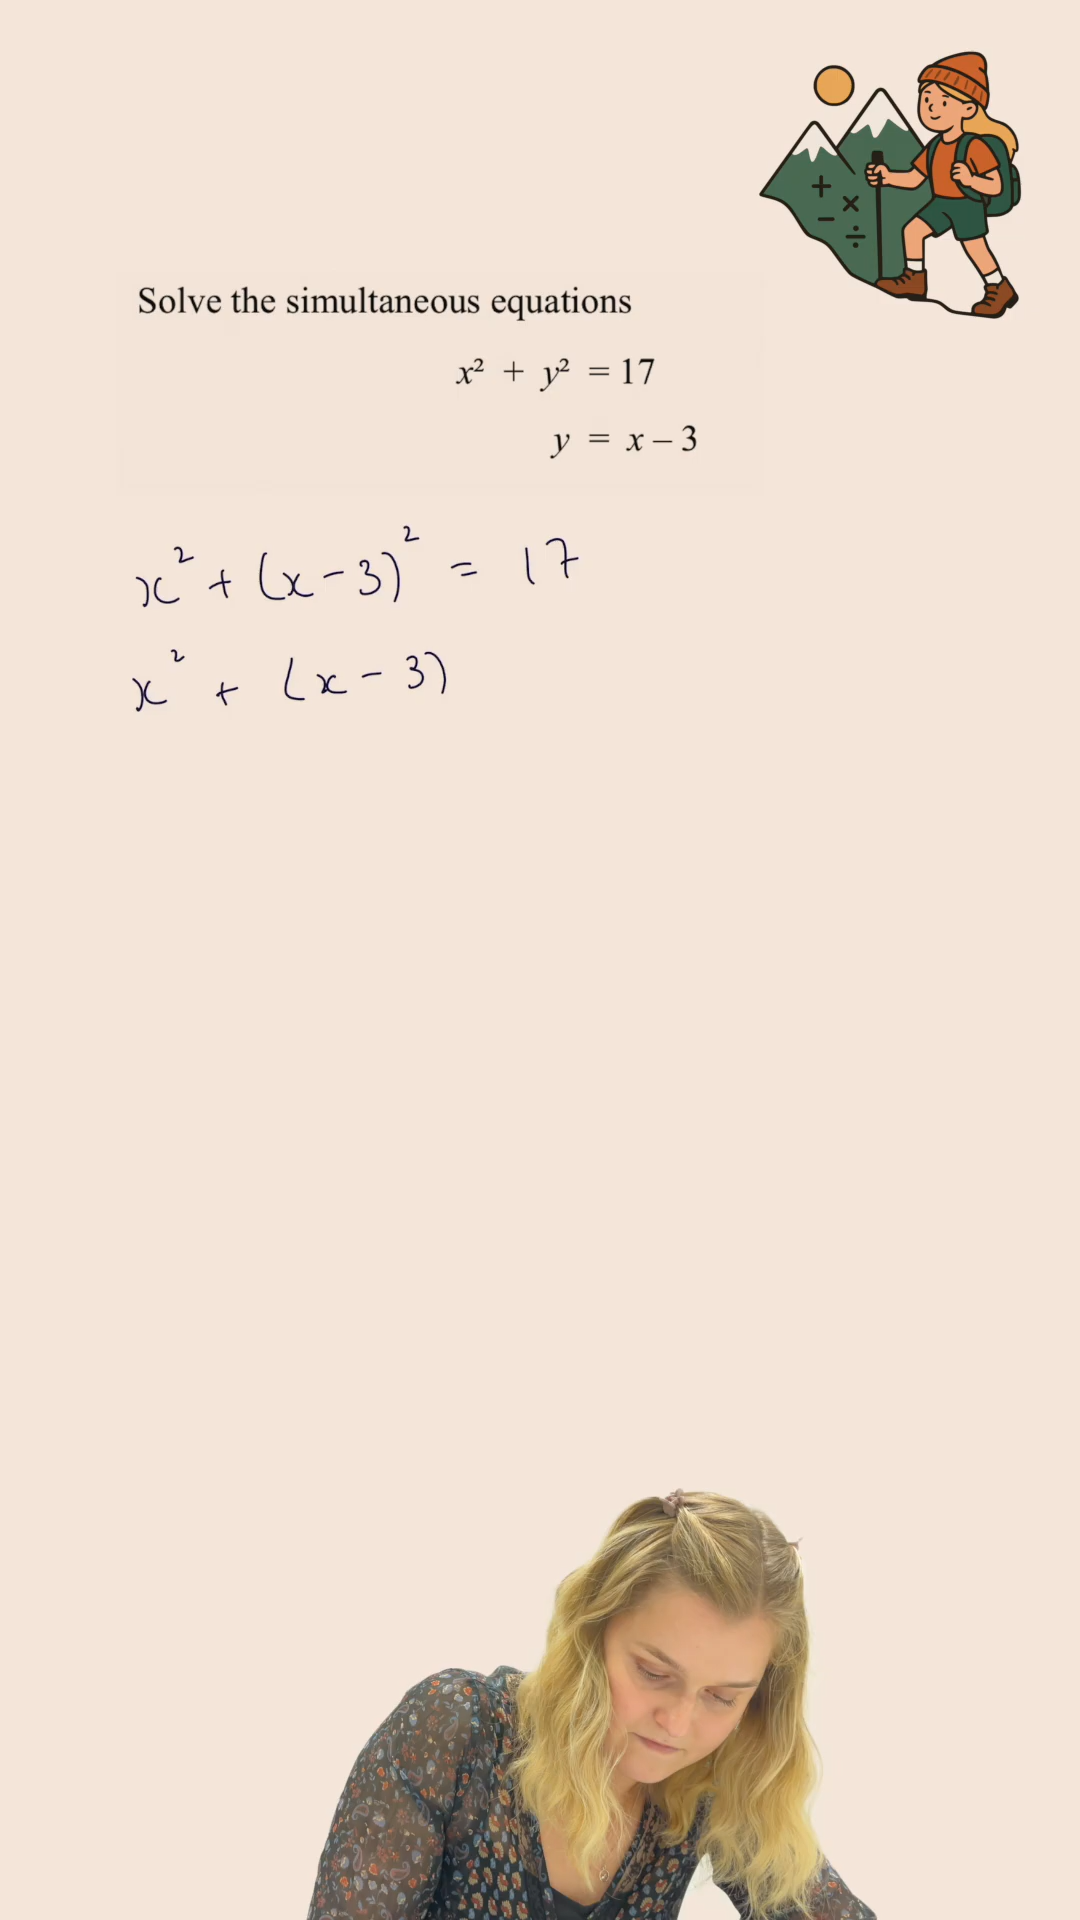 Solve the simultaneous equations
x² + y² = 17
y = x – 3
x² + (x - 3)² = 17
x² + (x - 3)
+
×
−
÷